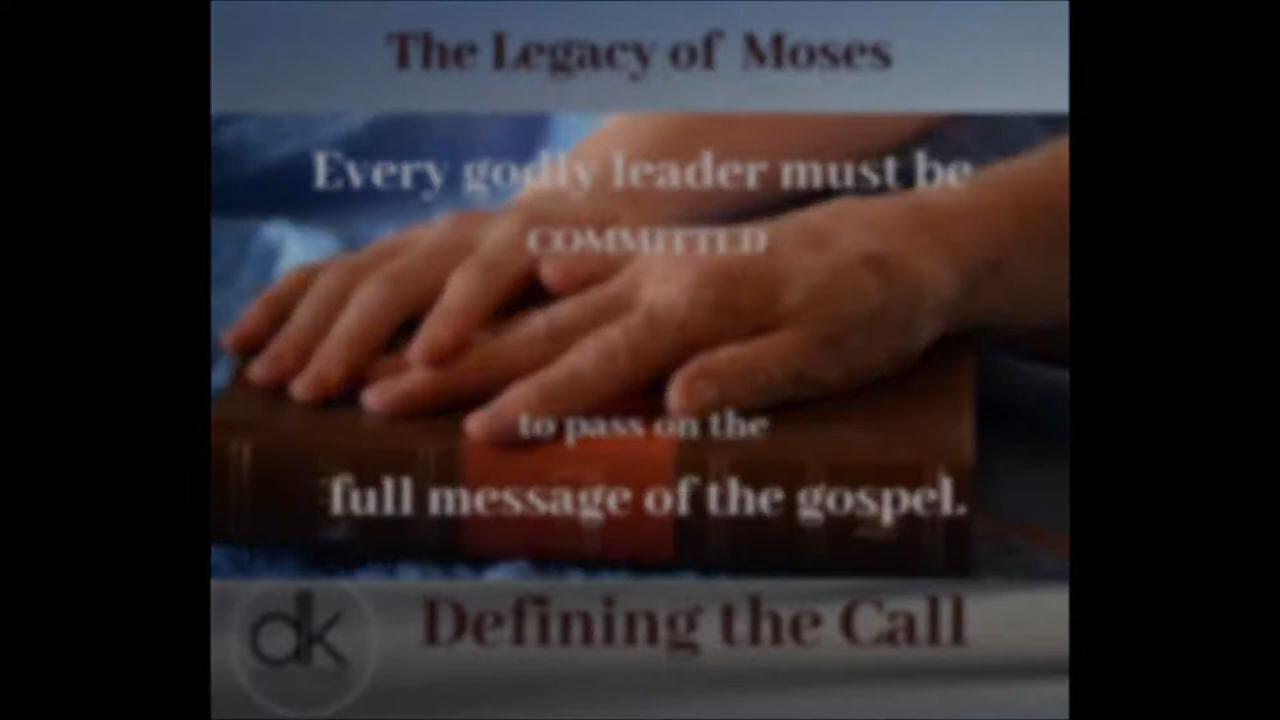 The Legacy of Moses
Every godly leader must be
COMMITTED
to pass on the
full message of the gospel.
dk
Defining the Call